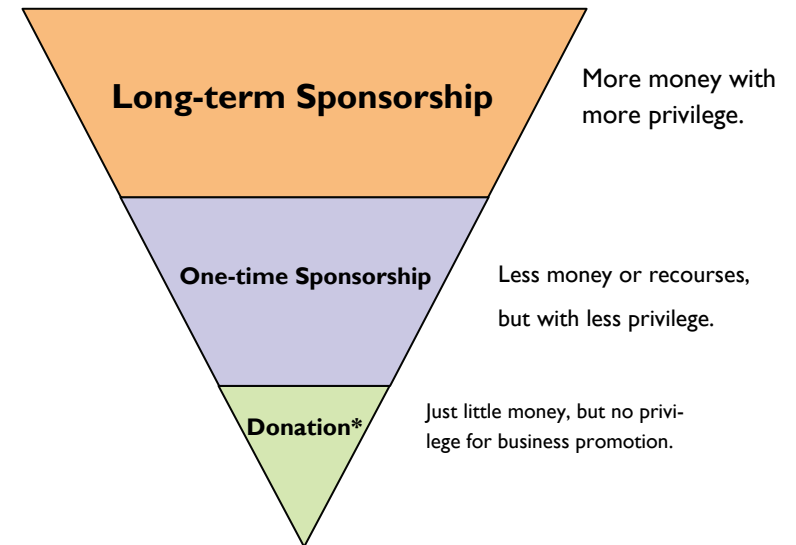 Long-term Sponsorship
More money with
more privilege.
One-time Sponsorship
Less money or recourses,
but with less privilege.
Donation*
Just little money, but no privi-
lege for business promotion.